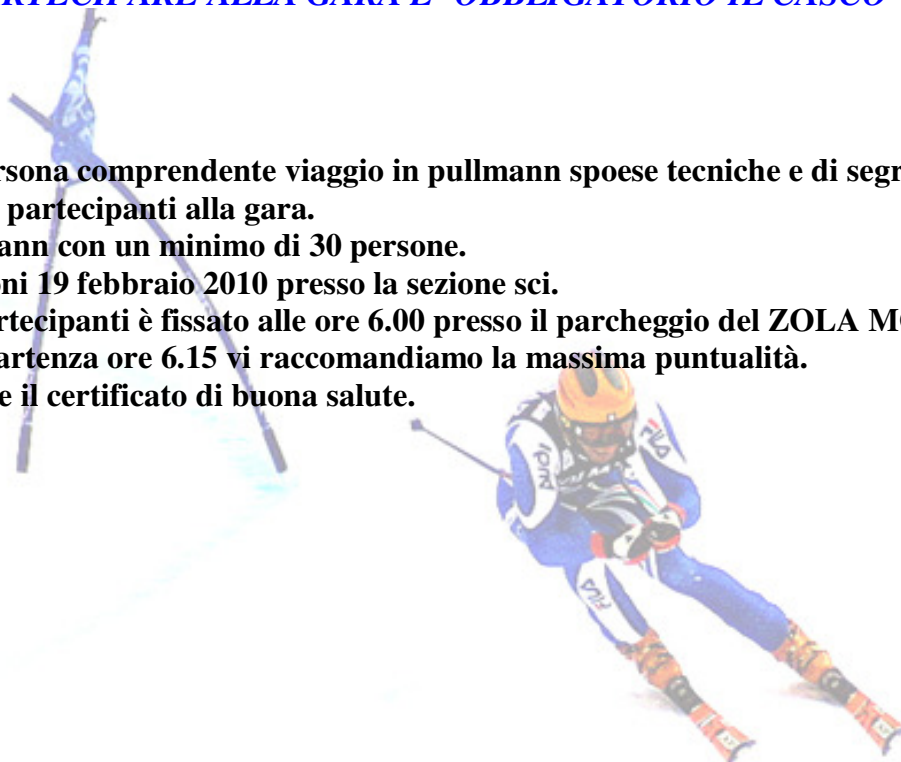 RTECIPARE ALLA GARA E' OBBLIGATORIO IL CASCO
rsona comprendente viaggio in pullmann spoese tecniche e di segr
partecipanti alla gara.
ann con un minimo di 30 persone.
oni 19 febbraio 2010 presso la sezione sci.
rtecipanti è fissato alle ore 6.00 presso il parcheggio del ZOLA M
artenza ore 6.15 vi raccomandiamo la massima puntualità.
e il certificato di buona salute.
FILA
FILA